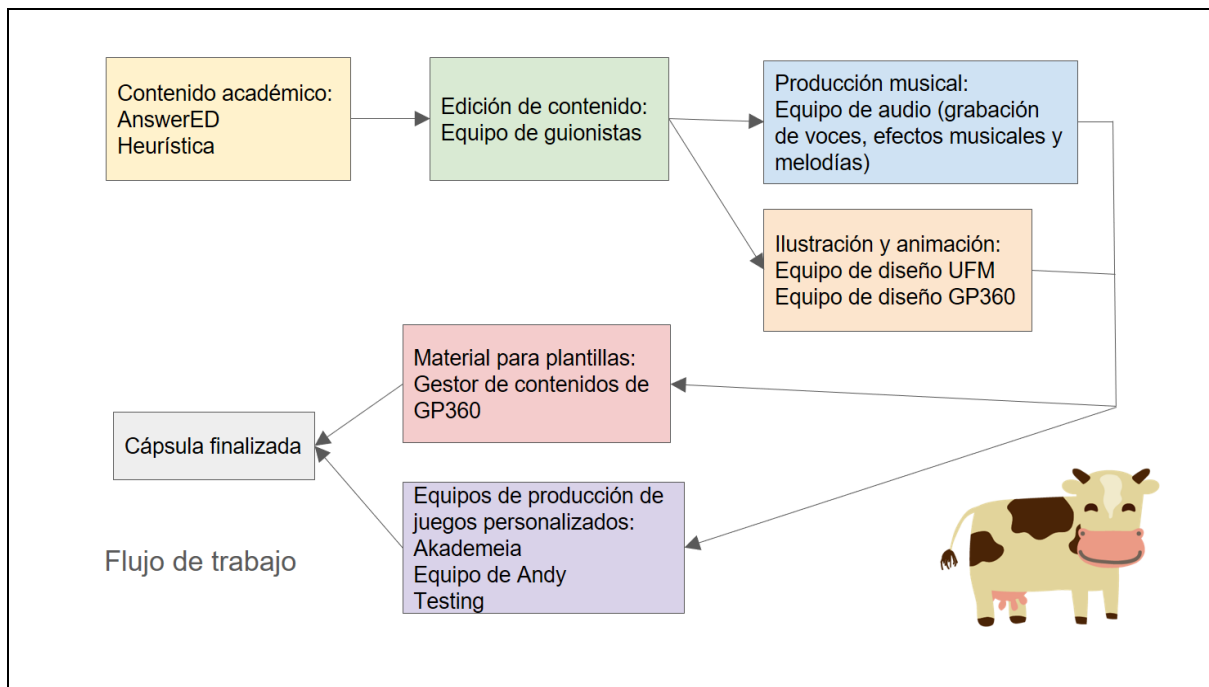 Contenido académico:
AnswerED
Heurística
Edición de contenido:
Equipo de guionistas
Producción musical:
Equipo de audio (grabación
de voces, efectos musicales y
melodías)
Ilustración y animación:
Equipo de diseño UFM
Equipo de diseño GP360
Material para plantillas:
Gestor de contenidos de
GP360
Cápsula finalizada
Equipos de producción de
juegos personalizados:
Akademeia
Equipo de Andy
Testing
Flujo de trabajo